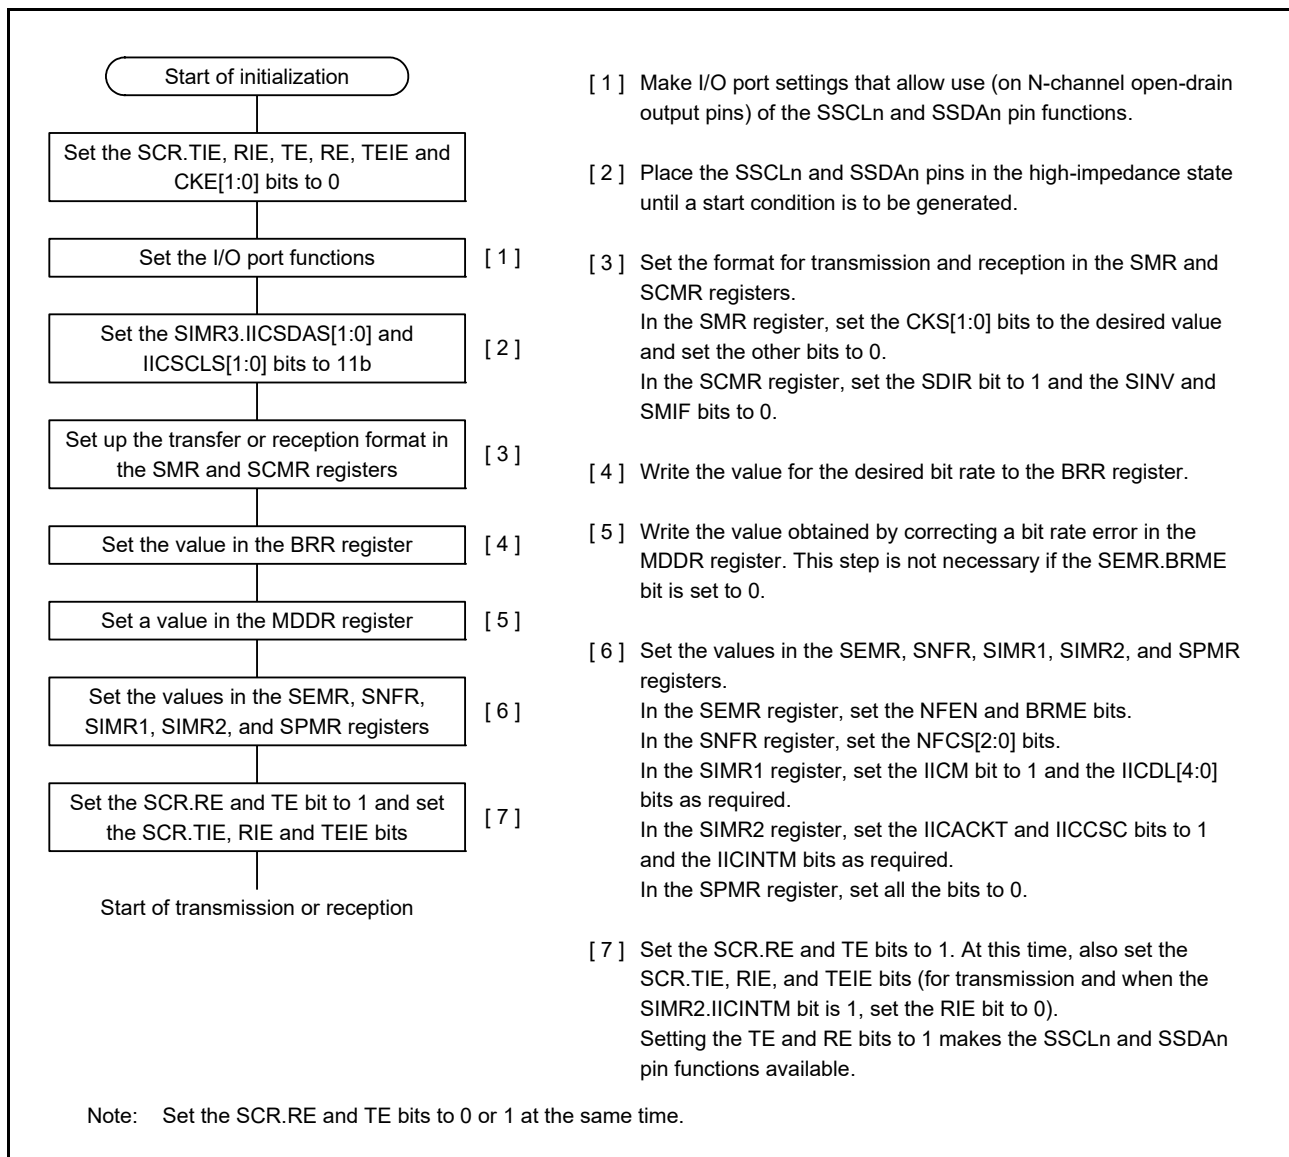 Start of initialization
Set the SCR.TIE, RIE, TE, RE, TEIE and
CKE[1:0] bits to 0
Set the I/O port functions
[ 1 ]
Set the SIMR3.IICSDAS[1:0] and
IICSCLS[1:0] bits to 11b
[ 2 ]
Set up the transfer or reception format in
the SMR and SCMR registers
[ 3 ]
Set the value in the BRR register
[ 4 ]
Set a value in the MDDR register
[ 5 ]
Set the values in the SEMR, SNFR,
SIMR1, SIMR2, and SPMR registers
[ 6 ]
Set the SCR.RE and TE bit to 1 and set
the SCR.TIE, RIE and TEIE bits
[ 7 ]
Start of transmission or reception
[ 1 ] Make I/O port settings that allow use (on N-channel open-drain
output pins) of the SSCLn and SSDAn pin functions.
[ 2 ] Place the SSCLn and SSDAn pins in the high-impedance state
until a start condition is to be generated.
[ 3 ] Set the format for transmission and reception in the SMR and
SCMR registers.
In the SMR register, set the CKS[1:0] bits to the desired value
and set the other bits to 0.
In the SCMR register, set the SDIR bit to 1 and the SINV and
SMIF bits to 0.
[ 4 ] Write the value for the desired bit rate to the BRR register.
[ 5 ] Write the value obtained by correcting a bit rate error in the
MDDR register. This step is not necessary if the SEMR.BRME
bit is set to 0.
[ 6 ] Set the values in the SEMR, SNFR, SIMR1, SIMR2, and SPMR
registers.
In the SEMR register, set the NFEN and BRME bits.
In the SNFR register, set the NFCS[2:0] bits.
In the SIMR1 register, set the IICM bit to 1 and the IICDL[4:0]
bits as required.
In the SIMR2 register, set the IICACKT and IICCSC bits to 1
and the IICINTM bits as required.
In the SPMR register, set all the bits to 0.
[ 7 ] Set the SCR.RE and TE bits to 1. At this time, also set the
SCR.TIE, RIE, and TEIE bits (for transmission and when the
SIMR2.IICINTM bit is 1, set the RIE bit to 0).
Setting the TE and RE bits to 1 makes the SSCLn and SSDAn
pin functions available.
Note: Set the SCR.RE and TE bits to 0 or 1 at the same time.